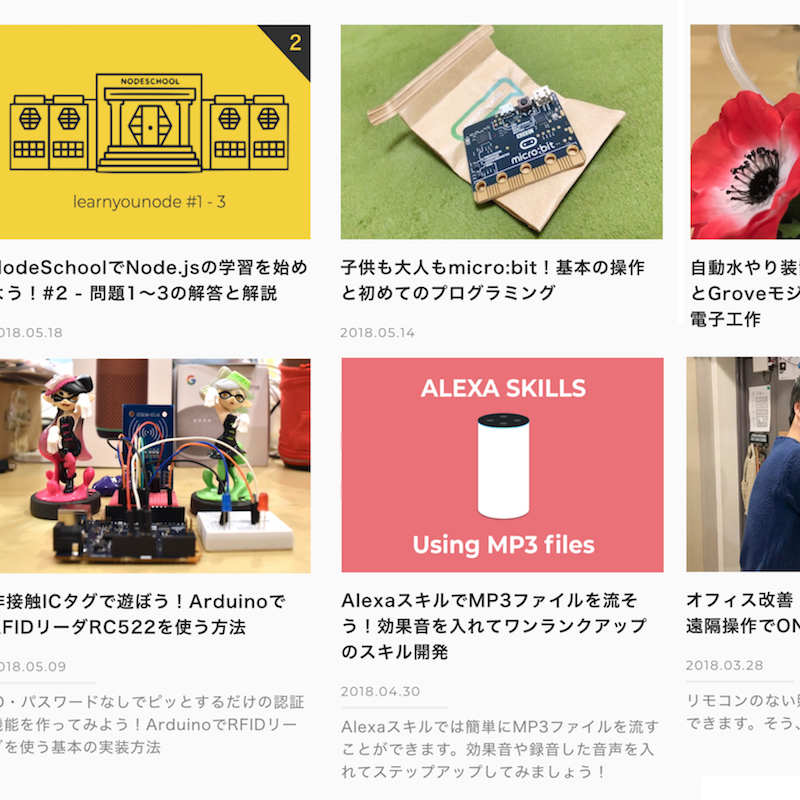 2
NODESCHOOL
learnyounode #1 - 3
odeSchoolでNode.jsの学習を始め
よう！#2 - 問題1〜3の解答と解説
018.05.18
micro:bit
子供も大人もmicro:bit！基本の操作
と初めてのプログラミング
2018.05.14
自動水やり装
とGroveモジ
電子工作
接触ICタグで遊ぼう！Arduinoで
FIDリーダRC522を使う方法
018.05.09
・パスワードなしでピッとするだけの認証
機能を作ってみよう！ArduinoでRFIDリー
を使う基本の実装方法
ALEXA SKILLS
Using MP3 files
AlexaスキルでMP3ファイルを流そ
う！効果音を入れてワンランクアップ
のスキル開発
2018.04.30
Alexaスキルでは簡単にMP3ファイルを流す
ことができます。効果音や録音した音声を入
れてステップアップしてみましょう！
オフィス改善
遠隔操作でON
2018.03.28
リモコンのない
できます。そう、